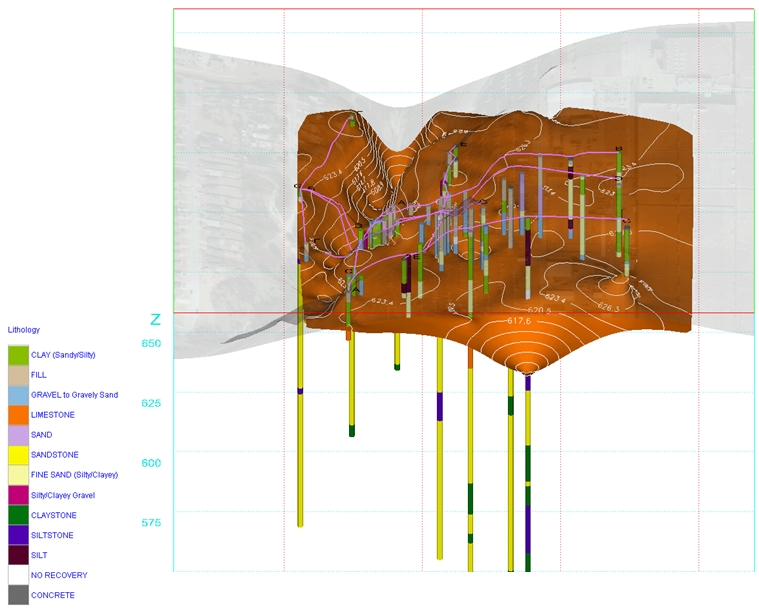 Lithology
CLAY (Sandy/Silty)
FILL
GRAVEL to Gravely Sand
LIMESTONE
SAND
SANDSTONE
FINE SAND (Silty/Clayey)
Silty/Clayey Gravel
CLAYSTONE
SILTSTONE
SILT
NO RECOVERY
CONCRETE
Z
650
625
600
575
623.4
623.4
623.4
626.3
620.5
617.6